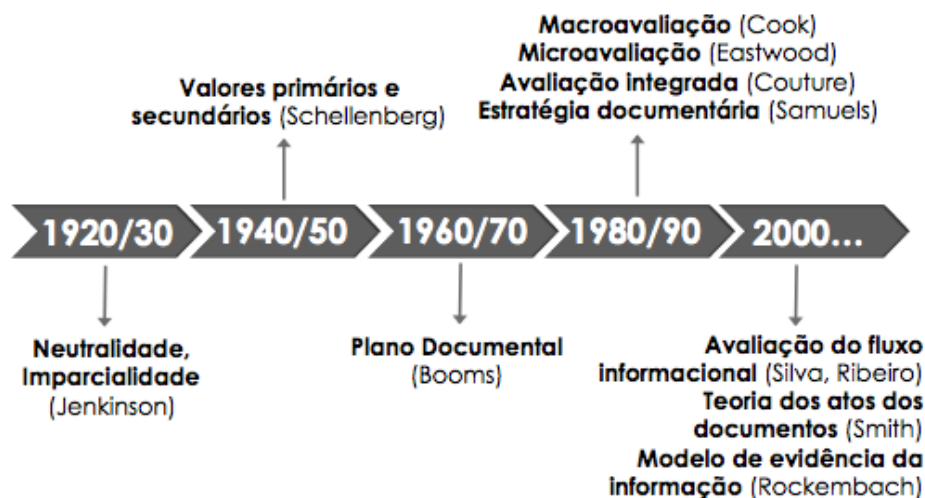 Macroavaliação (Cook)
Microavaliação (Eastwood)
Avaliação integrada (Couture)
Estratégia documentária (Samuels)
Valores primários e
secundários (Schellenberg)
1920/30
1940/50
1960/70
1980/90
2000...
Neutralidade,
Imparcialidade
(Jenkinson)
Plano Documental
(Booms)
Avaliação do fluxo
informacional (Silva, Ribeiro)
Teoria dos atos dos
documentos (Smith)
Modelo de evidência da
informação (Rockembach)